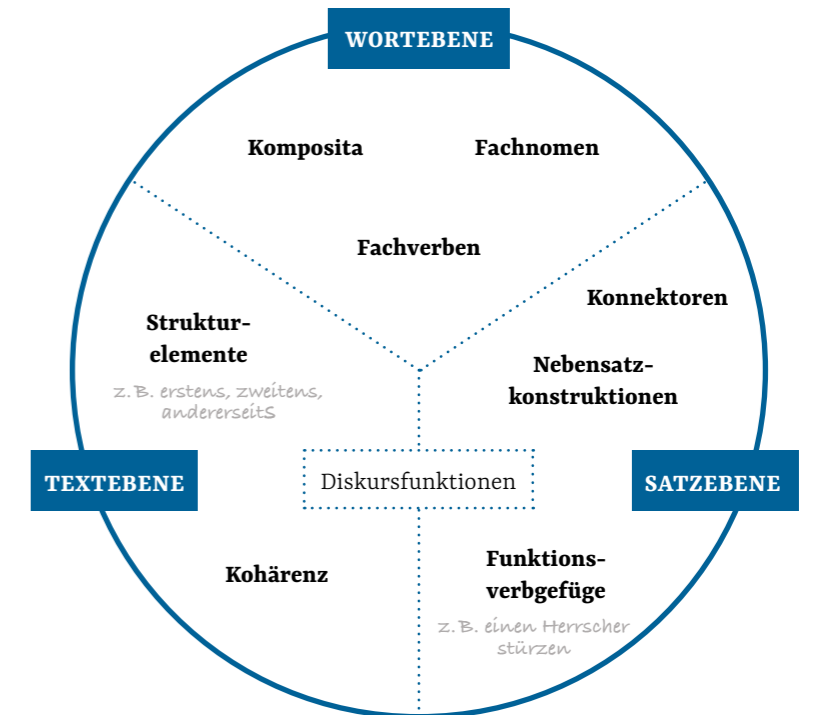 WORTEBENE
Komposita
Fachnomen
Fachverben
Konnektoren
Struktur-
elemente
z.B. erstens, zweitens,
andererseits
Nebensatz-
konstruktionen
TEXTEBENE
Diskursfunktionen
SATZEBENE
Kohärenz
Funktions-
verbgefüge
z.B. einen Herrscher
stürzen